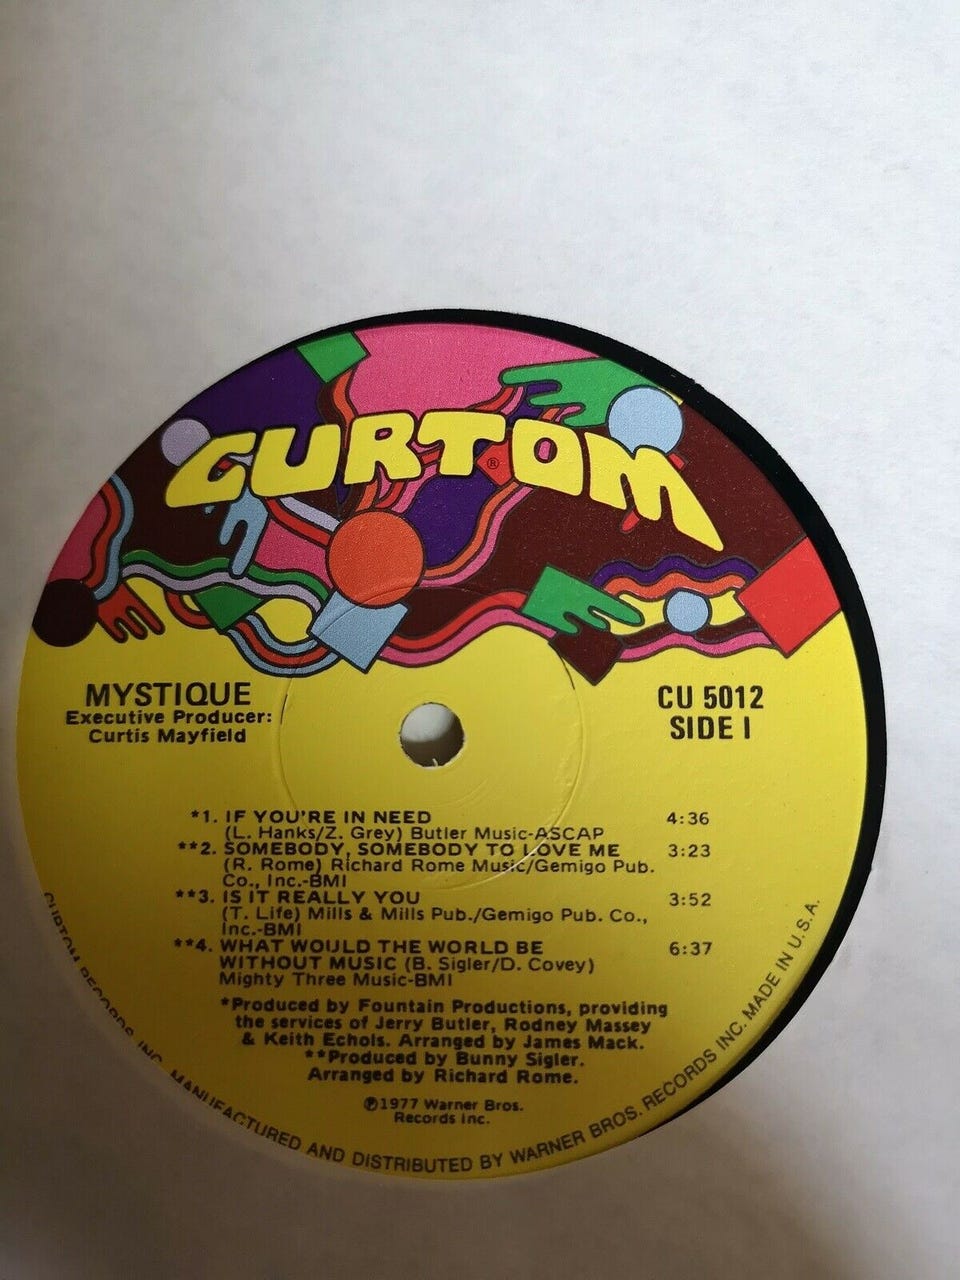 CURTOM
®
MYSTIQUE
Executive Producer:
Curtis Mayfield
CU 5012
SIDE I
*1. IF YOU'RE IN NEED 4:36
(L. Hanks/Z. Grey) Butler Music-ASCAP
**2. SOMEBODY, SOMEBODY TO LOVE ME 3:23
(R. Rome) Richard Rome Music/Gemigo Pub.
Co., Inc.-BMI
**3. IS IT REALLY YOU 3:52
(T. Life) Mills & Mills Pub./Gemigo Pub. Co.,
Inc.-BMI
**4. WHAT WOULD THE WORLD BE 6:37
WITHOUT MUSIC (B. Sigler/D. Covey)
Mighty Three Music-BMI
*Produced by Fountain Productions, providing
the services of Jerry Butler, Rodney Massey
& Keith Echols. Arranged by James Mack.
**Produced by Bunny Sigler.
Arranged by Richard Rome.
℗1977 Warner Bros.
Records Inc.
CURTOM RECORDS, INC. MANUFACTURED AND DISTRIBUTED BY WARNER BROS. RECORDS INC. MADE IN U.S.A.